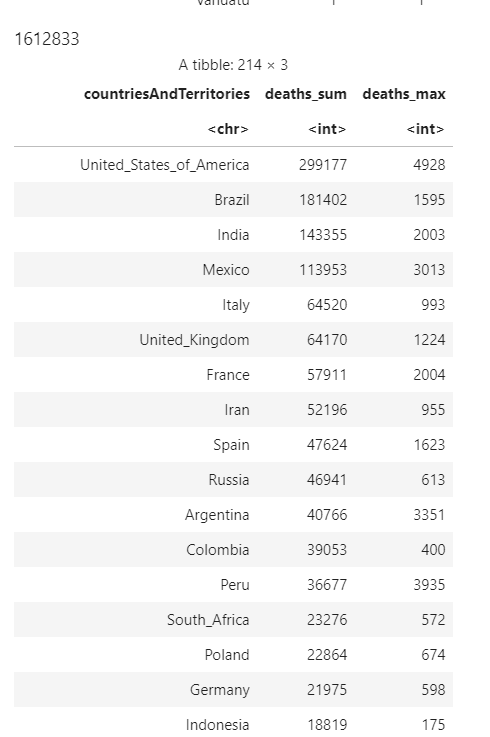 Vanuatu 1 1
1612833
A tibble: 214 × 3
countriesAndTerritories deaths_sum deaths_max
<chr> <int> <int>
United_States_of_America 299177 4928
Brazil 181402 1595
India 143355 2003
Mexico 113953 3013
Italy 64520 993
United_Kingdom 64170 1224
France 57911 2004
Iran 52196 955
Spain 47624 1623
Russia 46941 613
Argentina 40766 3351
Colombia 39053 400
Peru 36677 3935
South_Africa 23276 572
Poland 22864 674
Germany 21975 598
Indonesia 18819 175